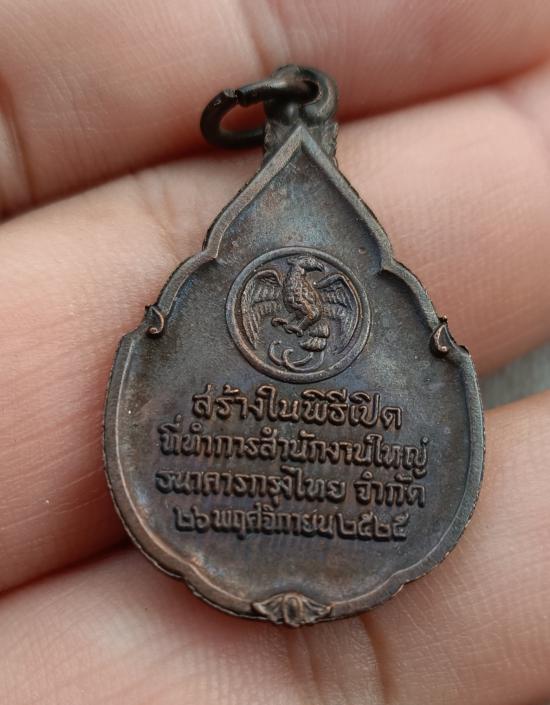 สร้างในพิธีเปิด
ที่ทำการสำนักงานใหญ่
ธนาคารกรุงไทย จำกัด
๒๖ พฤศจิกายน ๒๕๒๕